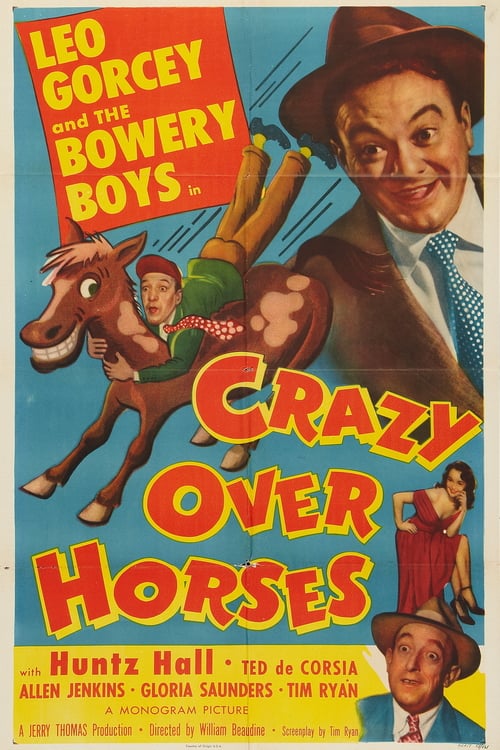 LEO
GORCEY
and THE
BOWERY
BOYS in
CRAZY
OVER
HORSES
with Huntz Hall • TED de CORSIA
ALLEN JENKINS • GLORIA SAUNDERS • TIM RYAN
A MONOGRAM PICTURE
A JERRY THOMAS Production • Directed by William Beaudine • Screenplay by Tim Ryan